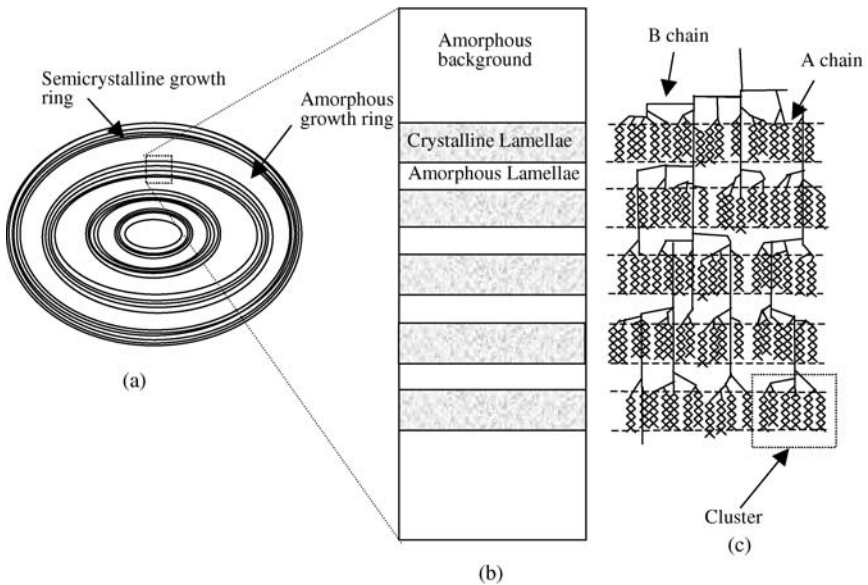 Semicrystalline growth
ring
Amorphous
growth ring
(a)
Amorphous
background
Crystalline Lamellae
Amorphous Lamellae
(b)
B chain
A chain
Cluster
(c)